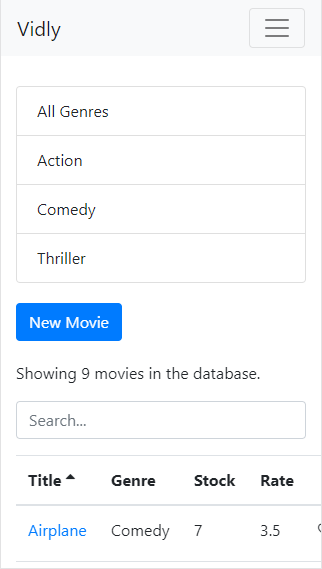 Vidly
All Genres
Action
Comedy
Thriller
New Movie
Showing 9 movies in the database.
Search...
Title Genre Stock Rate
Airplane Comedy 7 3.5